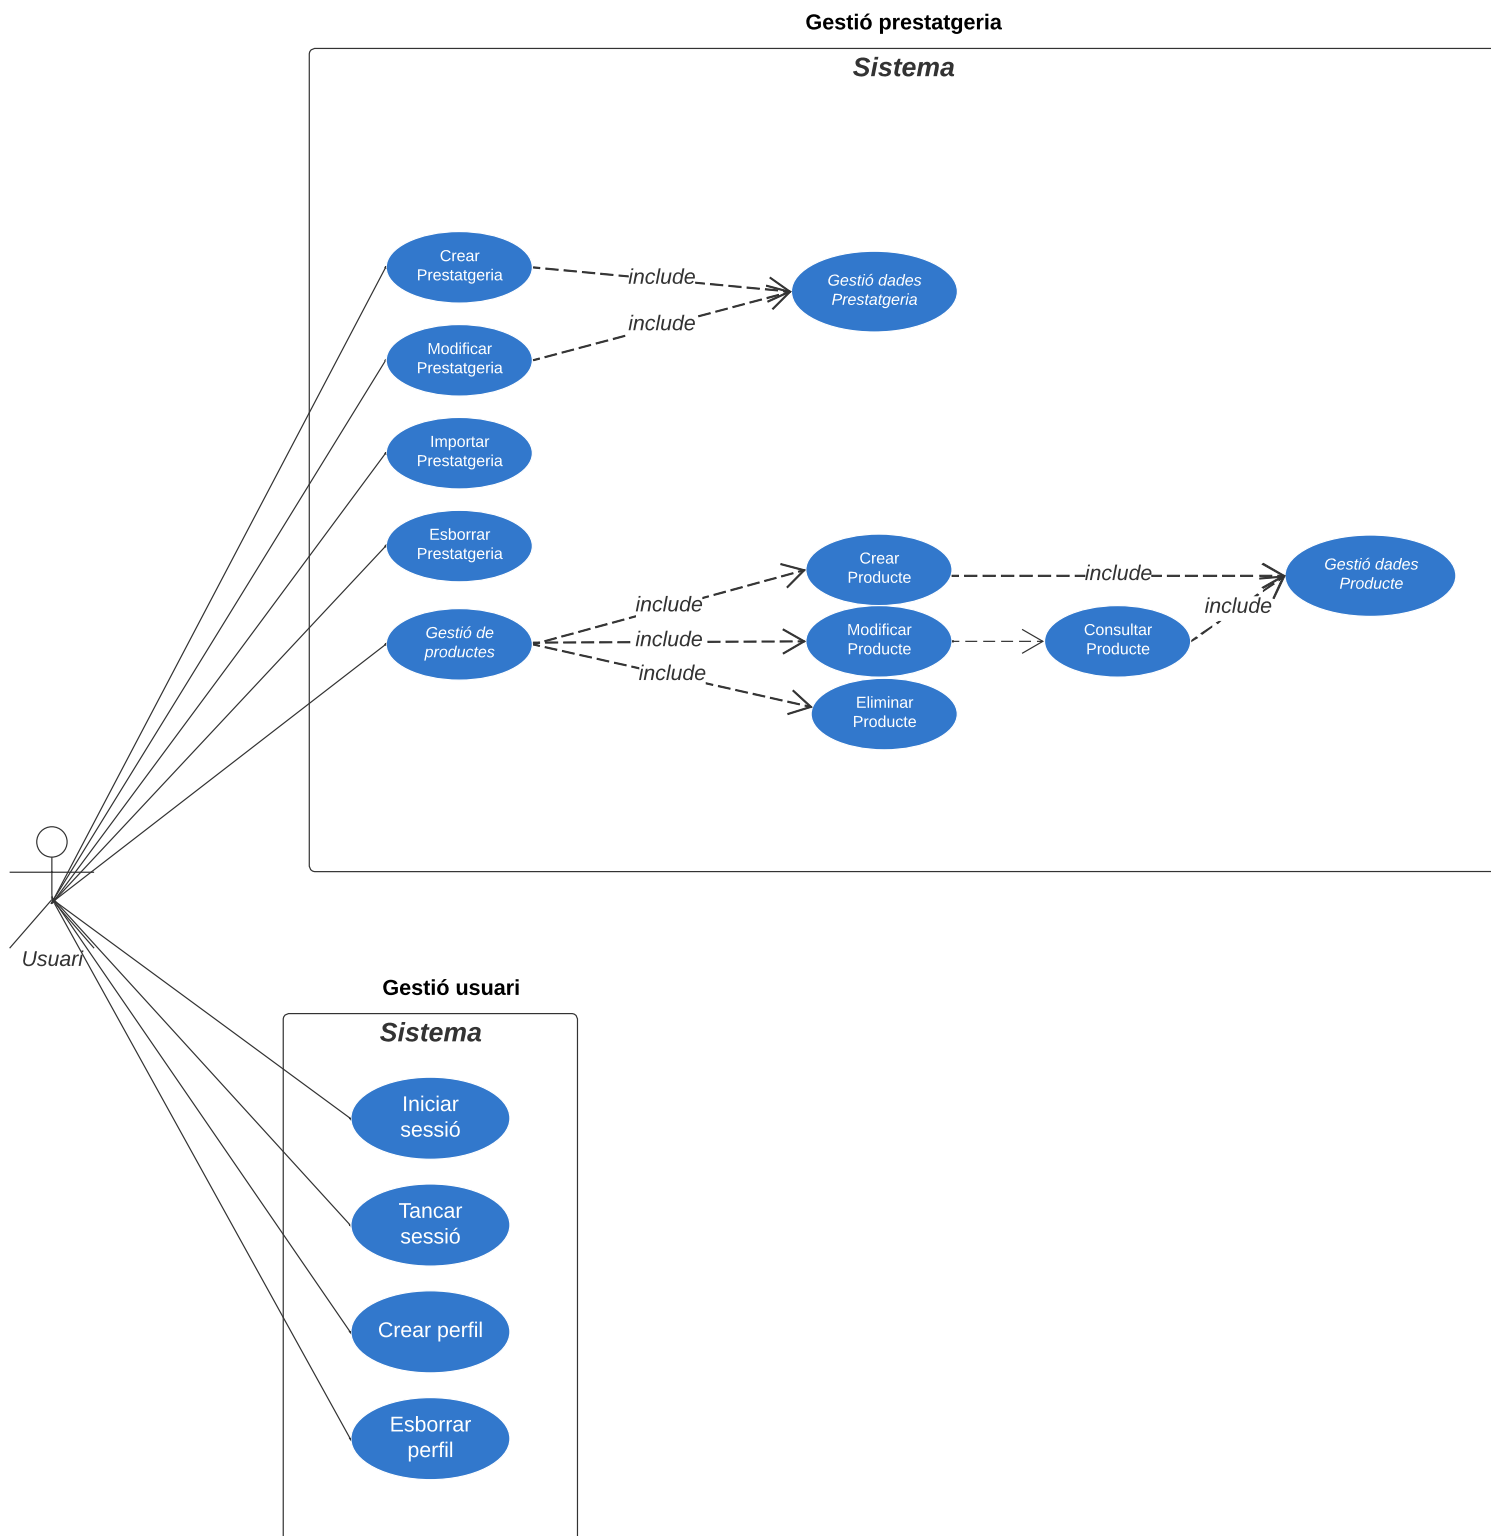 Gestió prestatgeria
Sistema
Crear
Prestatgeria
include
Gestió dades
Prestatgeria
Modificar
Prestatgeria
include
Importar
Prestatgeria
Esborrar
Prestatgeria
Gestió de
productes
include
include
include
Crear
Producte
include
Gestió dades
Producte
Modificar
Producte
Consultar
Producte
include
Eliminar
Producte
Usuari
Gestió usuari
Sistema
Iniciar
sessió
Tancar
sessió
Crear perfil
Esborrar
perfil